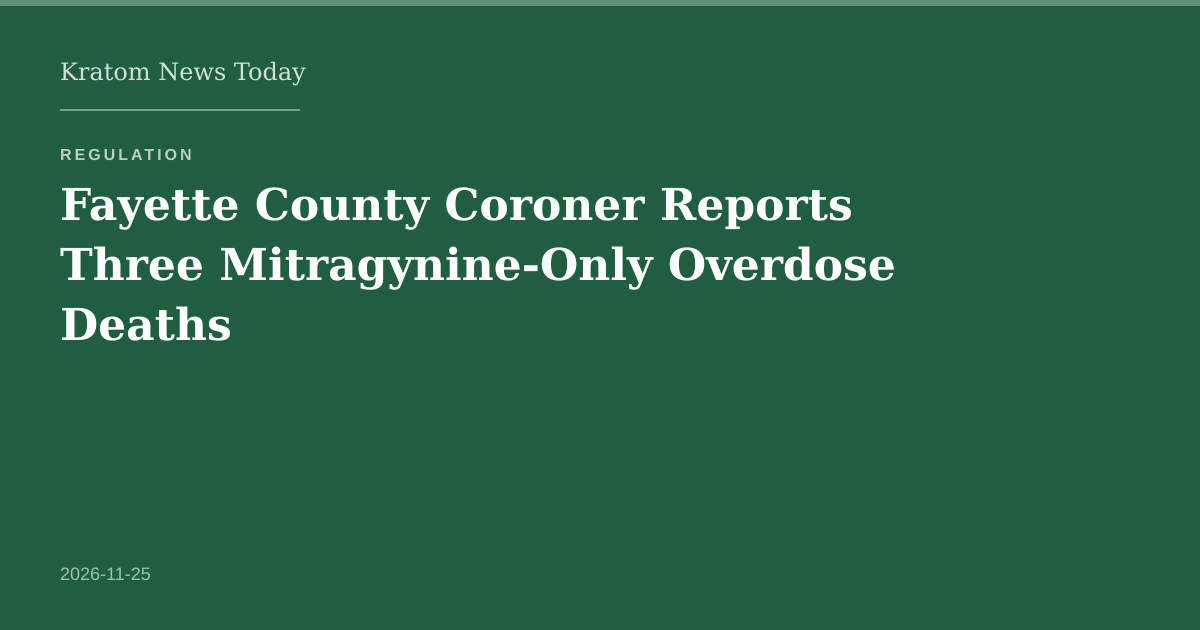 Kratom News Today
REGULATION
Fayette County Coroner Reports
Three Mitragynine-Only Overdose
Deaths
2026-11-25